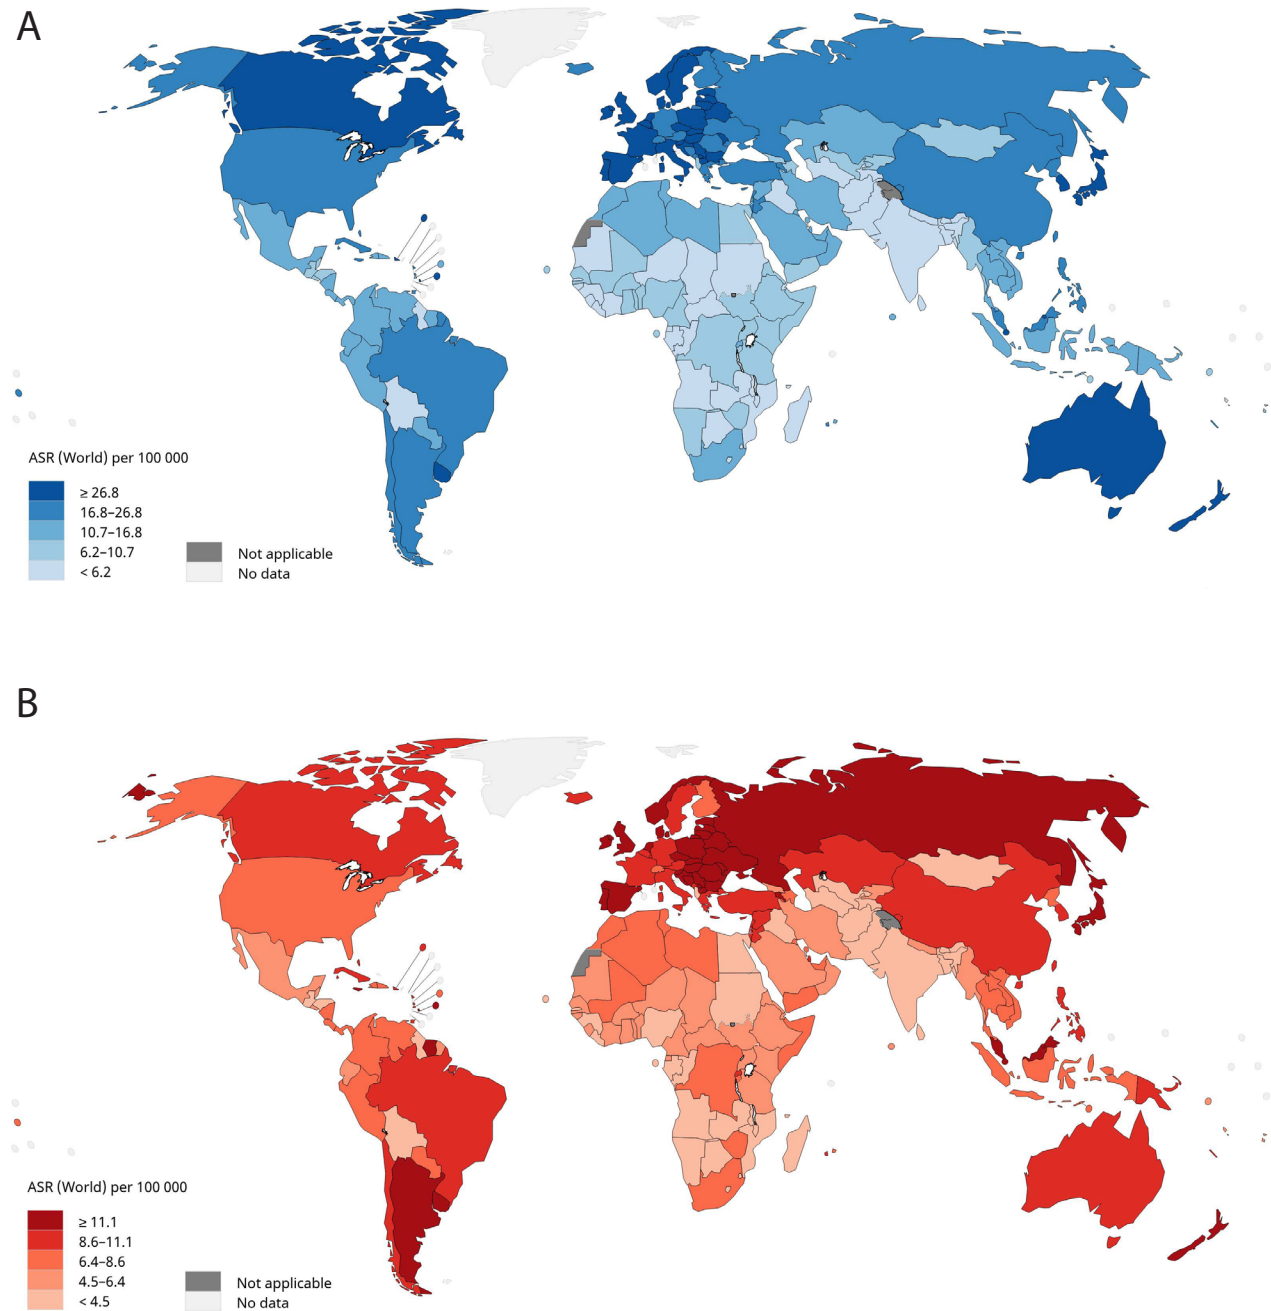 A
ASR (World) per 100 000
≥ 26.8
16.8–26.8
10.7–16.8
6.2–10.7
< 6.2
Not applicable
No data
B
ASR (World) per 100 000
≥ 11.1
8.6–11.1
6.4–8.6
4.5–6.4
< 4.5
Not applicable
No data